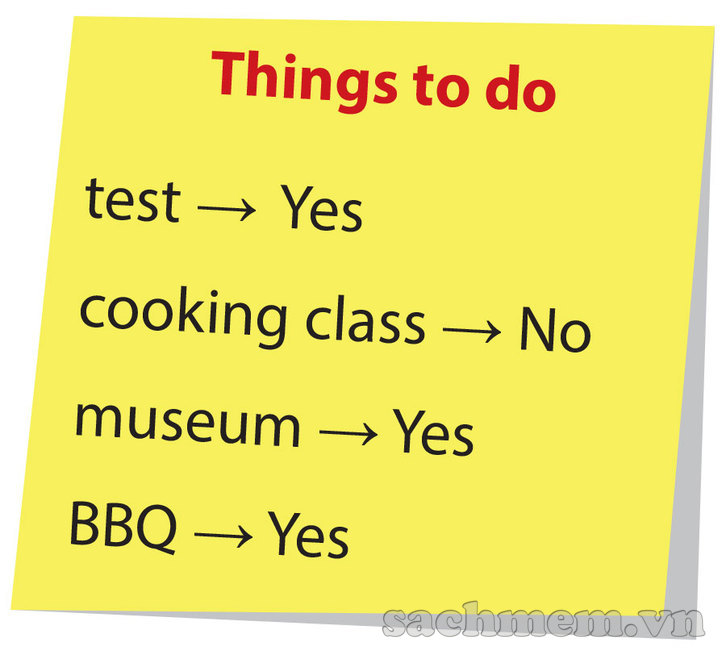 Things to do
test → Yes
cooking class → No
museum → Yes
BBQ → Yes
sachmem.vn